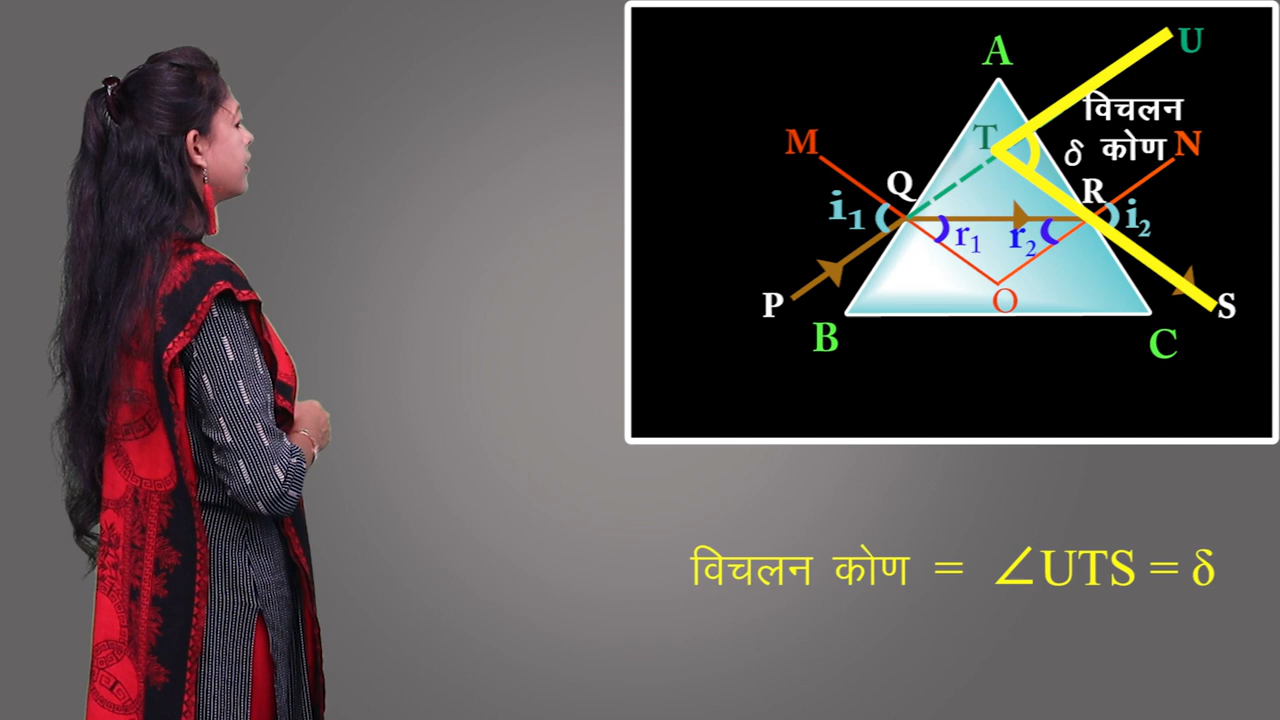 A
U
विचलन
T
δ कोण
M
N
Q
R
i₁
i₂
r₁
r₂
P
O
S
B
C
विचलन कोण = ∠UTS = δ